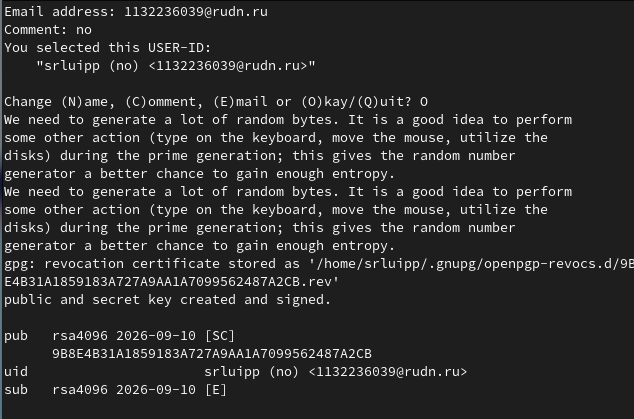 Email address: 1132236039@rudn.ru
Comment: no
You selected this USER-ID:
    "srluipp (no) <1132236039@rudn.ru>"

Change (N)ame, (C)omment, (E)mail or (O)kay/(Q)uit? O
We need to generate a lot of random bytes. It is a good idea to perform
some other action (type on the keyboard, move the mouse, utilize the
disks) during the prime generation; this gives the random number
generator a better chance to gain enough entropy.
We need to generate a lot of random bytes. It is a good idea to perform
some other action (type on the keyboard, move the mouse, utilize the
disks) during the prime generation; this gives the random number
generator a better chance to gain enough entropy.
gpg: revocation certificate stored as '/home/srluipp/.gnupg/openpgp-revocs.d/9B8
E4B31A1859183A727A9AA1A7099562487A2CB.rev'
public and secret key created and signed.

pub   rsa4096 2026-09-10 [SC]
      9B8E4B31A1859183A727A9AA1A7099562487A2CB
uid                      srluipp (no) <1132236039@rudn.ru>
sub   rsa4096 2026-09-10 [E]